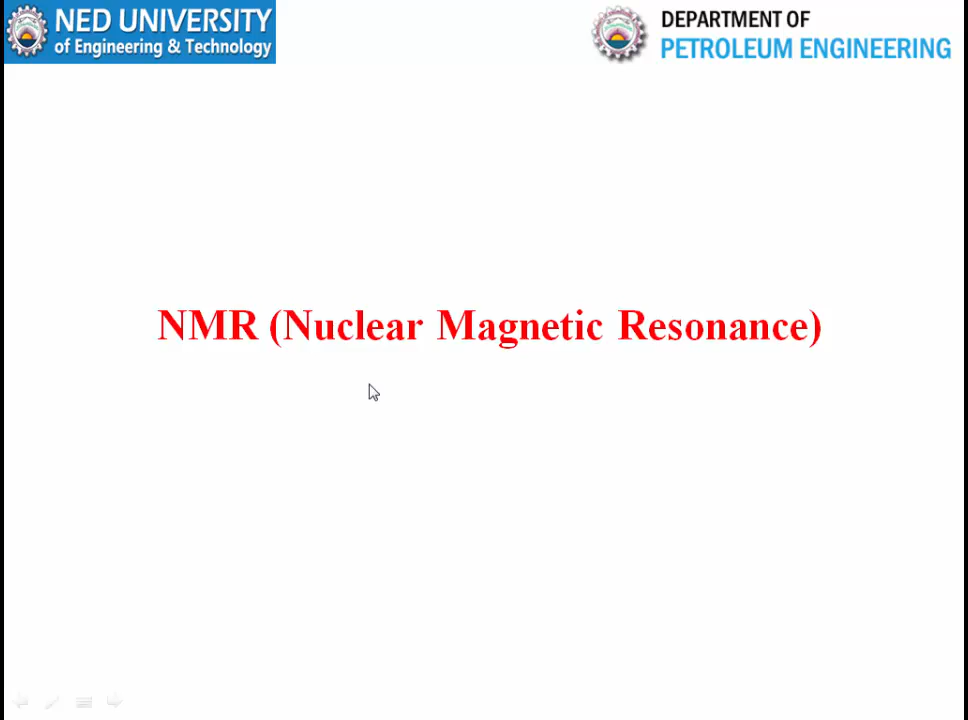 NED UNIVERSITY
of Engineering & Technology
DEPARTMENT OF
PETROLEUM ENGINEERING
NMR (Nuclear Magnetic Resonance)